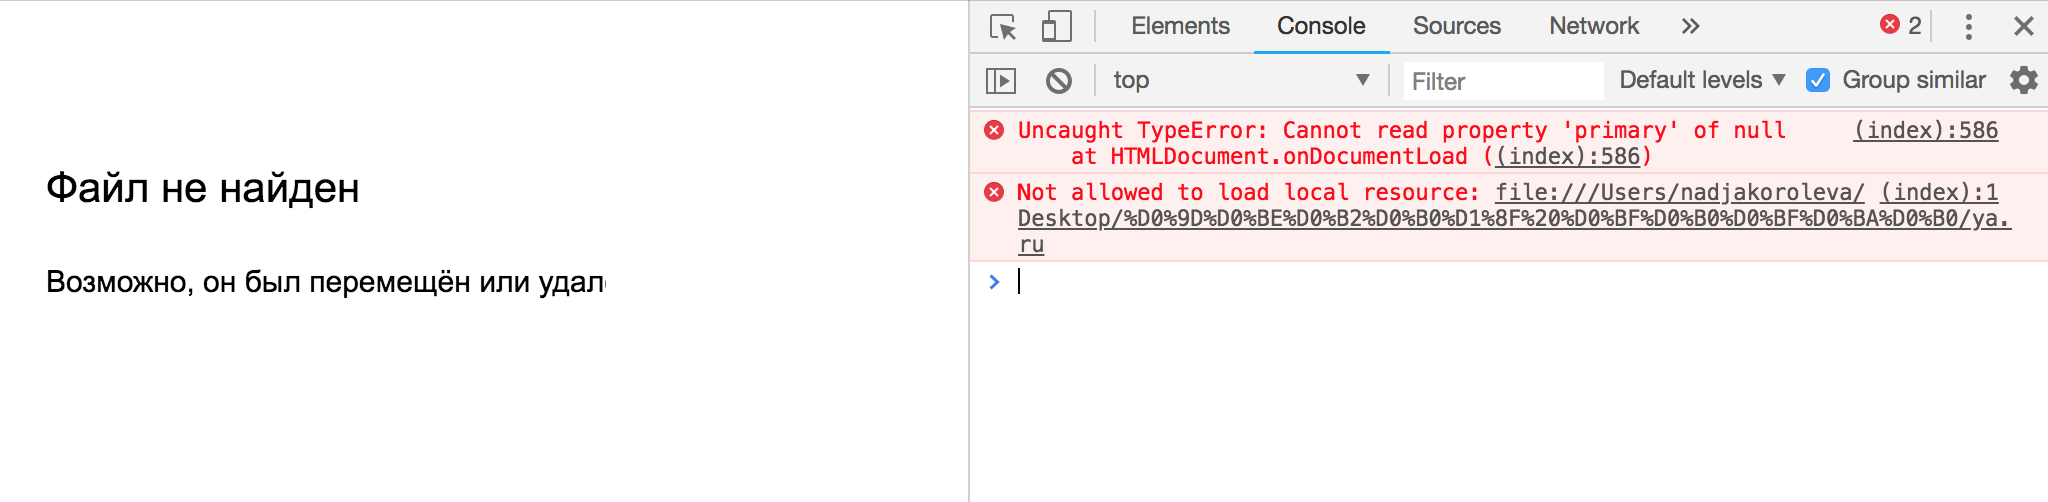 Файл не найден
Возможно, он был перемещён или удал
Elements Console Sources Network 2
top Filter Default levels Group similar
Uncaught TypeError: Cannot read property 'primary' of null (index):586
at HTMLDocument.onDocumentLoad ((index):586)
Not allowed to load local resource: file:///Users/nadjakoroleva/ (index):1
Desktop/%D0%9D%D0%BE%D0%B2%D0%B0%D1%8F%20%D0%BF%D0%B0%D0%BF%D0%BA%D0%B0/ya.
ru